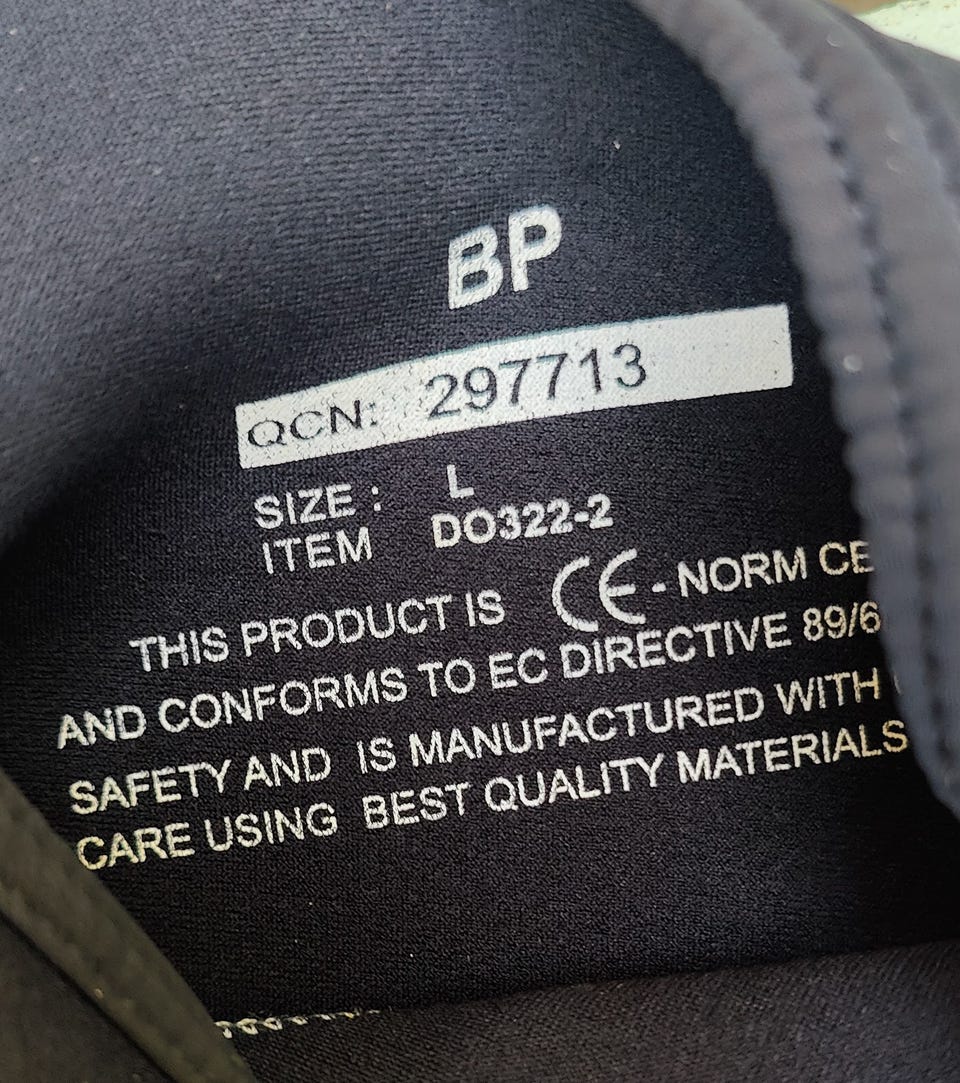 BP
QCN: 297713
SIZE : L
ITEM DO322-2
THIS PRODUCT IS CE - NORM CE
AND CONFORMS TO EC DIRECTIVE 89/6
SAFETY AND IS MANUFACTURED WITH
CARE USING BEST QUALITY MATERIALS